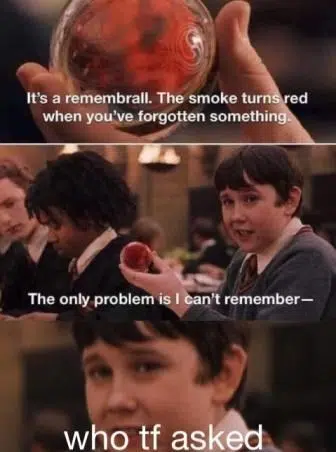 It's a remembrall. The smoke turns red
when you've forgotten something.
The only problem is I can't remember—
who tf asked